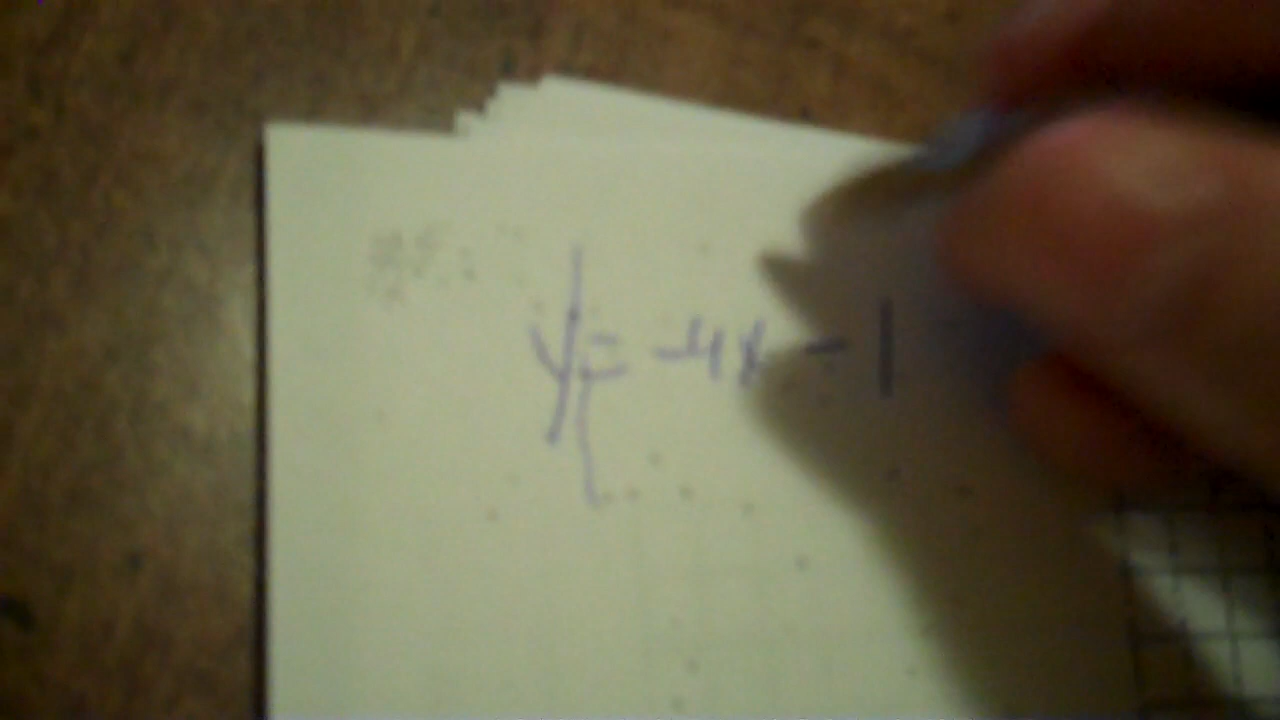 y = -4x - 1